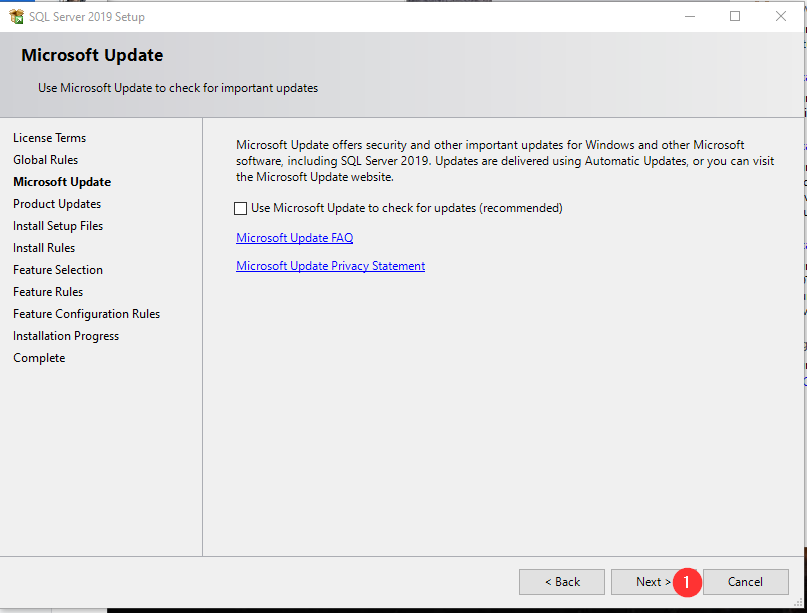 SQL Server 2019 Setup
Microsoft Update
Use Microsoft Update to check for important updates
License Terms
Global Rules
Microsoft Update
Product Updates
Install Setup Files
Install Rules
Feature Selection
Feature Rules
Feature Configuration Rules
Installation Progress
Complete
Microsoft Update offers security and other important updates for Windows and other Microsoft
software, including SQL Server 2019. Updates are delivered using Automatic Updates, or you can visit
the Microsoft Update website.
Use Microsoft Update to check for updates (recommended)
Microsoft Update FAQ
Microsoft Update Privacy Statement
< Back
Next >
1
Cancel